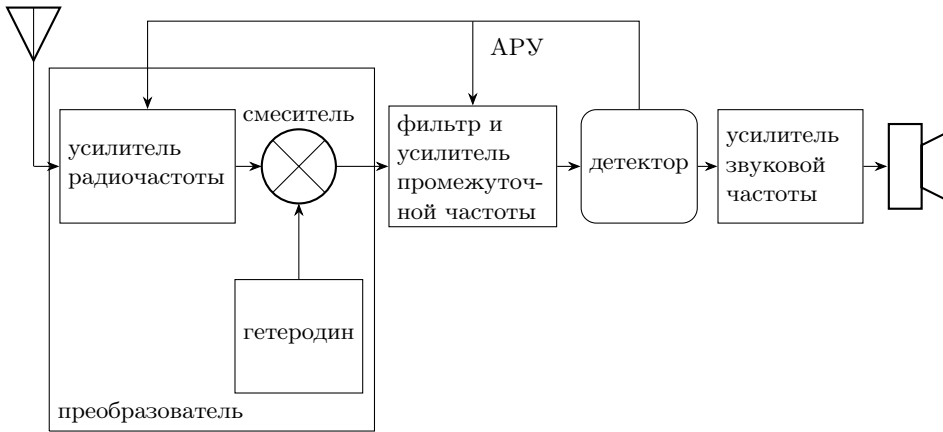 АРУ
усилитель
радиочастоты
смеситель
фильтр и
усилитель
промежуточ-
ной частоты
детектор
усилитель
звуковой
частоты
гетеродин
преобразователь